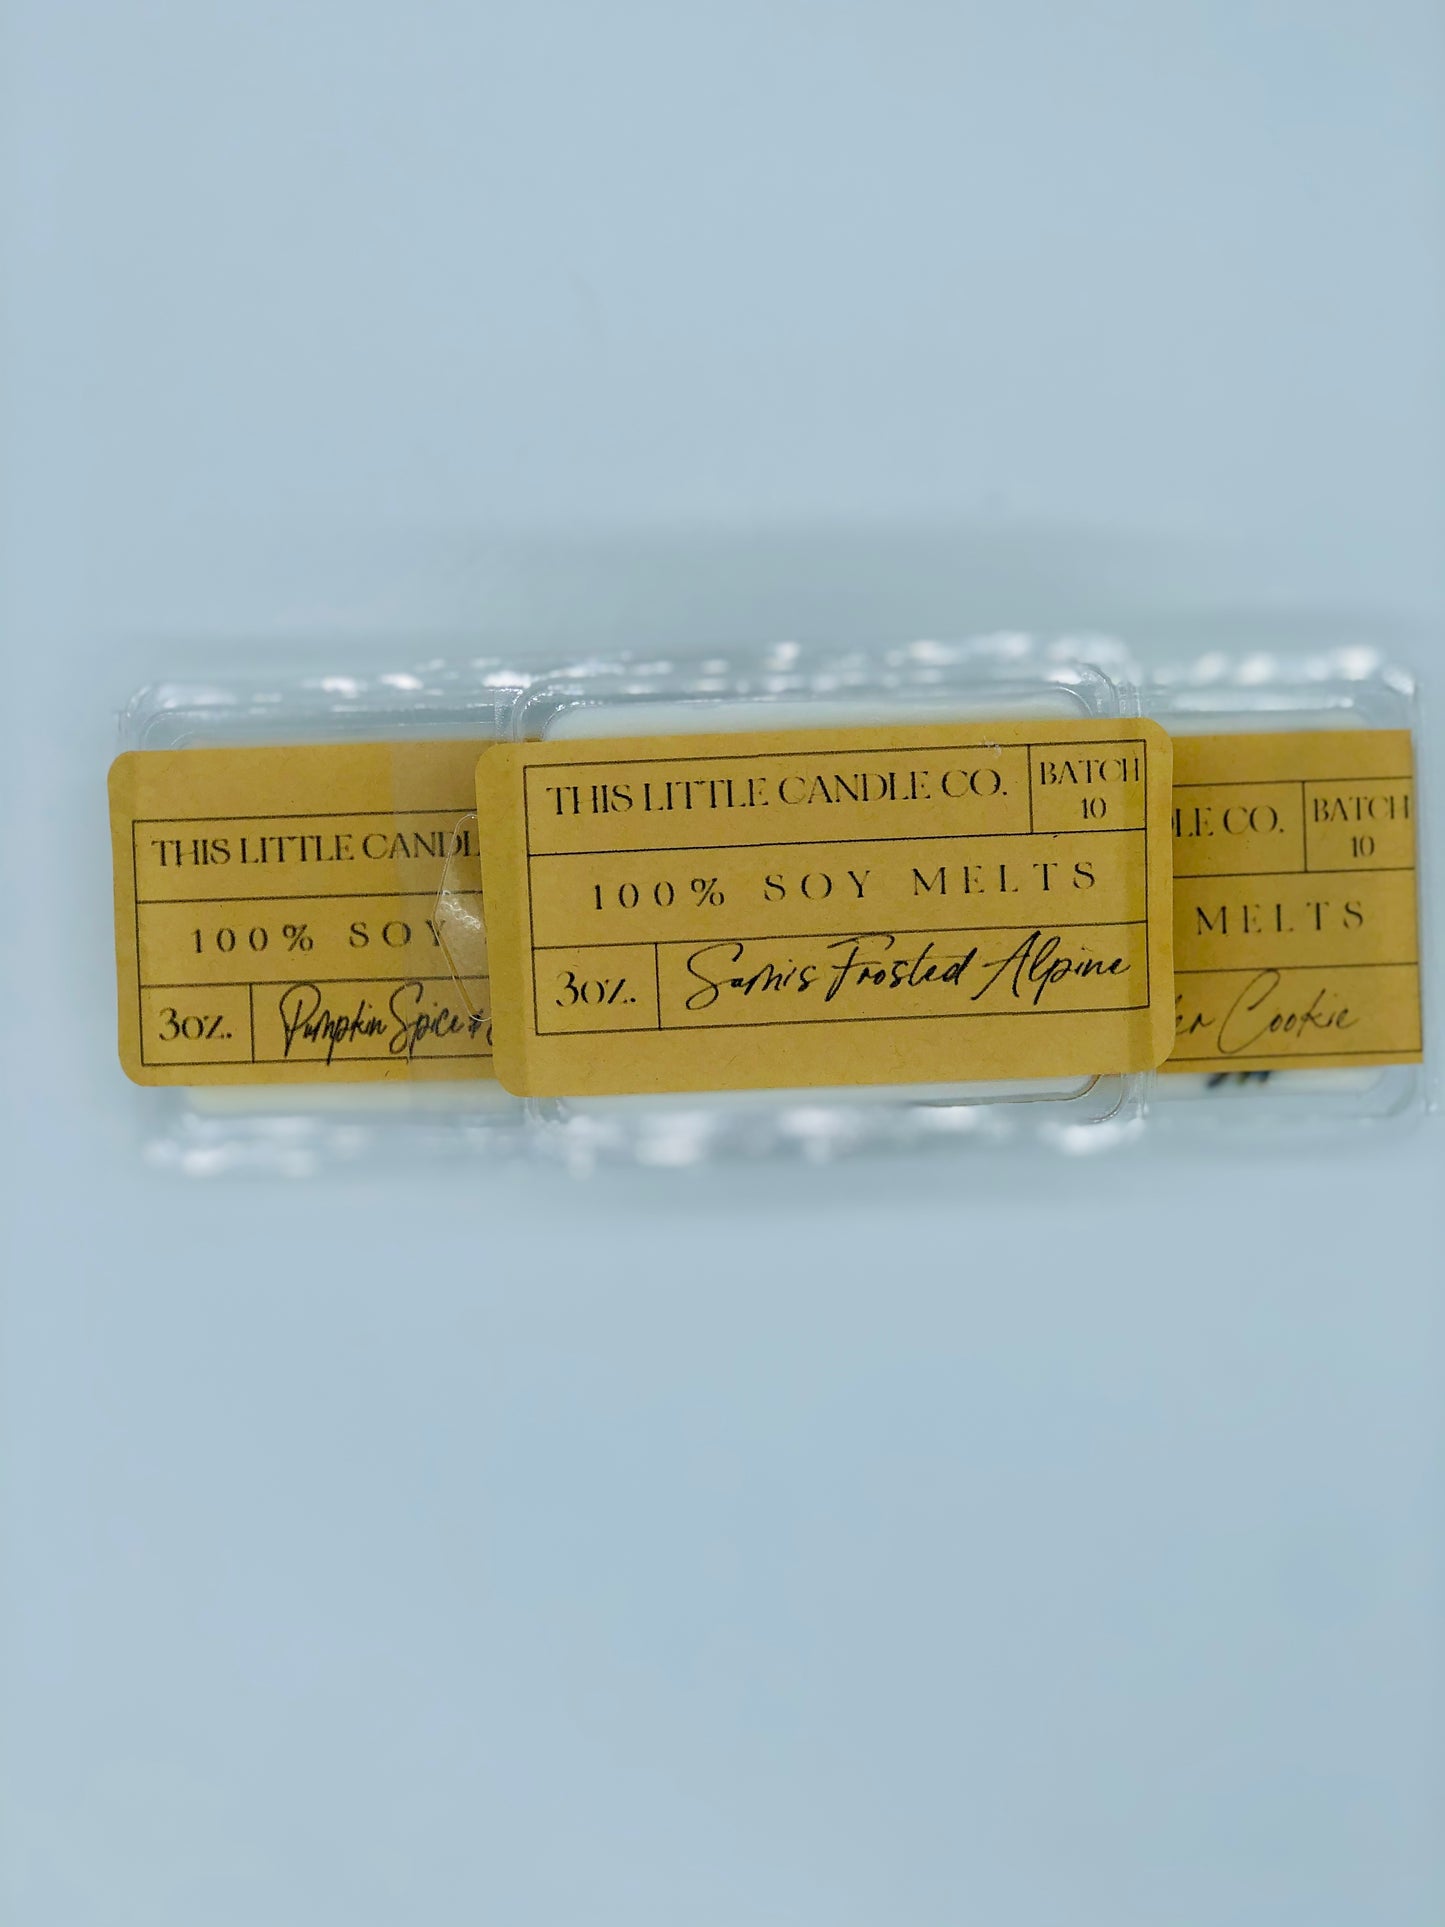 THIS LITTLE CANDL
100% SOY
3oz. Pumpkin Spice &
THIS LITTLE CANDLE CO. BATCH 10
100% SOY MELTS
3oz. Samis Frosted Alpine
LE CO. BATCH 10
MELTS
Cookie